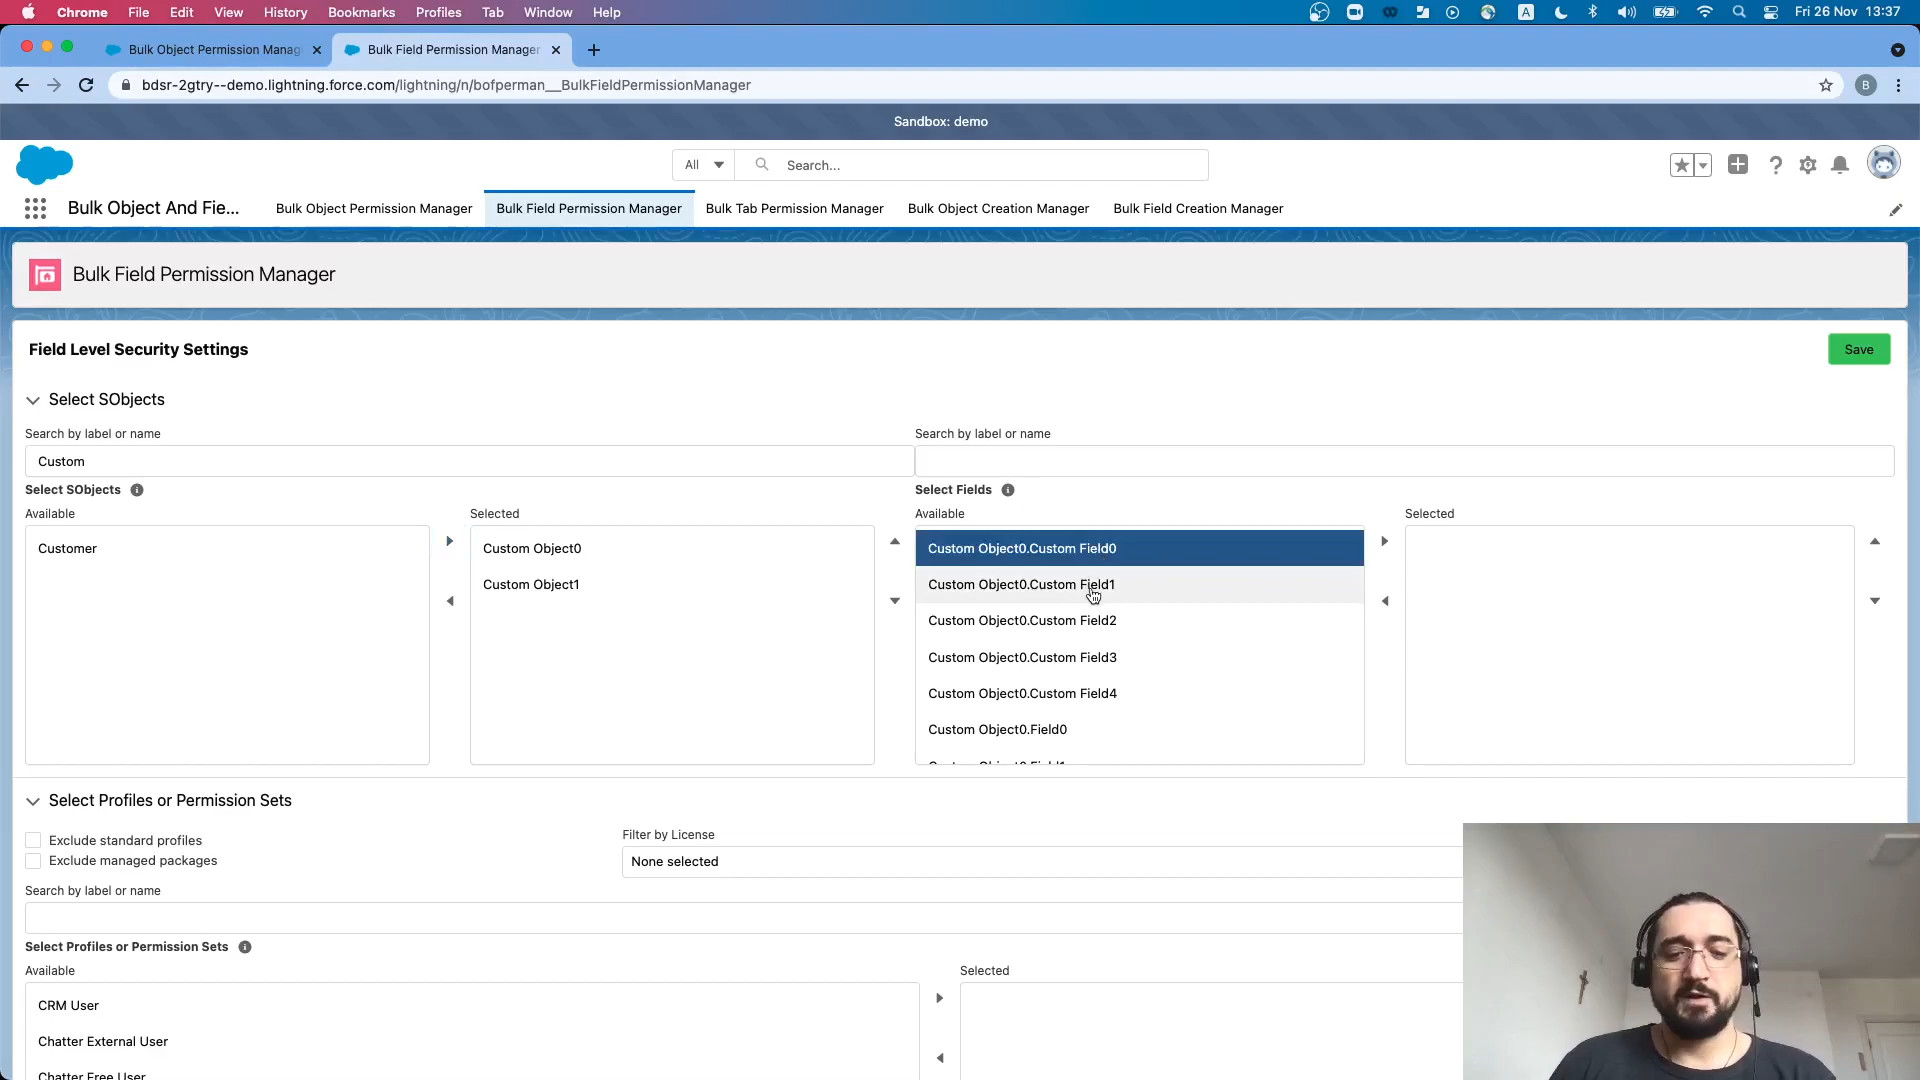 Chrome File Edit View History Bookmarks Profiles Tab Window Help
A
Fri 26 Nov 13:37
Bulk Object Permission Manag
Bulk Field Permission Manager
bdsr-2gtry--demo.lightning.force.com/lightning/n/bofperman__BulkFieldPermissionManager
B
Sandbox: demo
All
Search...
Bulk Object And Fie...
Bulk Object Permission Manager
Bulk Field Permission Manager
Bulk Tab Permission Manager
Bulk Object Creation Manager
Bulk Field Creation Manager
Bulk Field Permission Manager
Field Level Security Settings
Save
Select SObjects
Search by label or name
Search by label or name
Custom
Select SObjects
Select Fields
Available
Selected
Available
Selected
Customer
Custom Object0
Custom Object1
Custom Object0.Custom Field0
Custom Object0.Custom Field1
Custom Object0.Custom Field2
Custom Object0.Custom Field3
Custom Object0.Custom Field4
Custom Object0.Field0
Custom Object0.Field1
Select Profiles or Permission Sets
Exclude standard profiles
Exclude managed packages
Filter by License
None selected
Search by label or name
Select Profiles or Permission Sets
Available
Selected
CRM User
Chatter External User
Chatter Free User